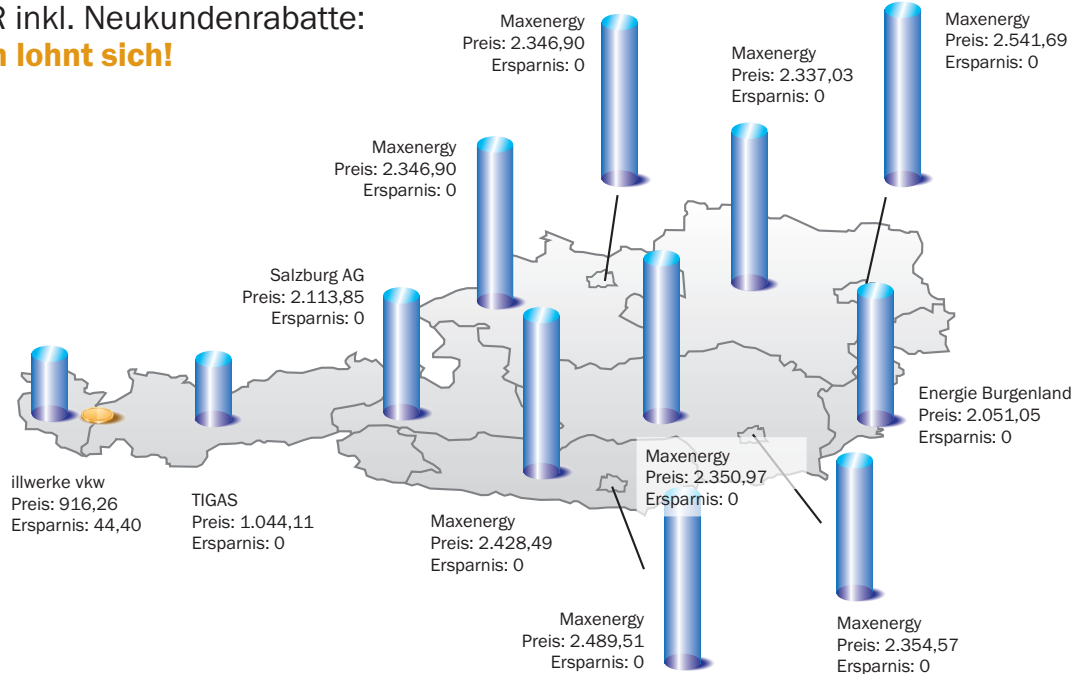 R inkl. Neukundenrabatte:
n lohnt sich!
Maxenergy
Preis: 2.346,90
Ersparnis: 0
Maxenergy
Preis: 2.337,03
Ersparnis: 0
Maxenergy
Preis: 2.541,69
Ersparnis: 0
Maxenergy
Preis: 2.346,90
Ersparnis: 0
Salzburg AG
Preis: 2.113,85
Ersparnis: 0
Energie Burgenland
Preis: 2.051,05
Ersparnis: 0
illwerke vkw
Preis: 916,26
Ersparnis: 44,40
TIGAS
Preis: 1.044,11
Ersparnis: 0
Maxenergy
Preis: 2.428,49
Ersparnis: 0
Maxenergy
Preis: 2.350,97
Ersparnis: 0
Maxenergy
Preis: 2.489,51
Ersparnis: 0
Maxenergy
Preis: 2.354,57
Ersparnis: 0